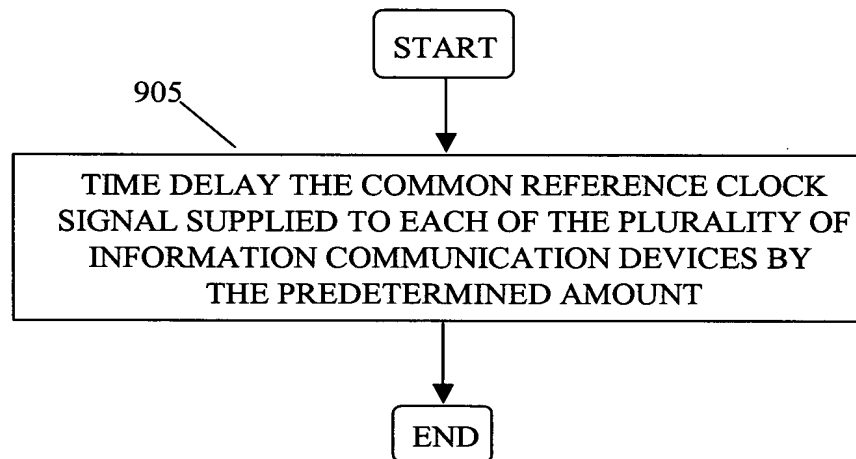 START
905
TIME DELAY THE COMMON REFERENCE CLOCK
SIGNAL SUPPLIED TO EACH OF THE PLURALITY OF
INFORMATION COMMUNICATION DEVICES BY
THE PREDETERMINED AMOUNT
END